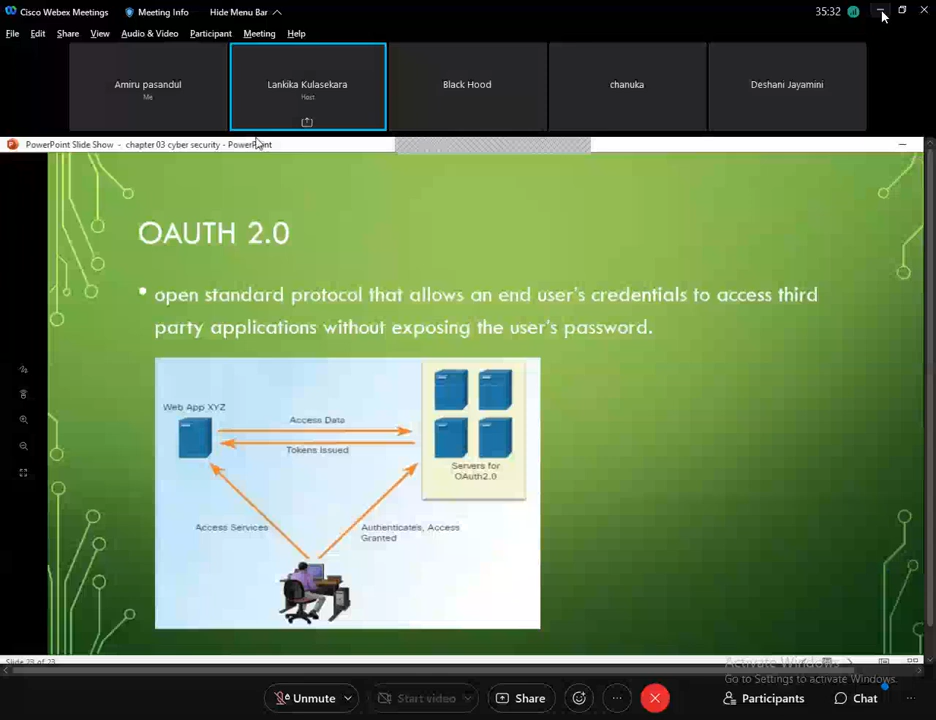 Cisco Webex Meetings Meeting Info Hide Menu Bar 35:32
File Edit Share View Audio & Video Participant Meeting Help
Amiru pasandul
Me
Lankika Kulasekara
Host
Black Hood
chanuka
Deshani Jayamini
PowerPoint Slide Show - chapter 03 cyber security - PowerPoint
OAUTH 2.0
• open standard protocol that allows an end user's credentials to access third
party applications without exposing the user's password.
Web App XYZ
Access Data
Tokens Issued
Servers for
OAuth2.0
Access Services
Authenticates, Access
Granted
Slide 23 of 23
Activate Windows
Go to Settings to activate Windows.
Unmute Start video Share Participants Chat